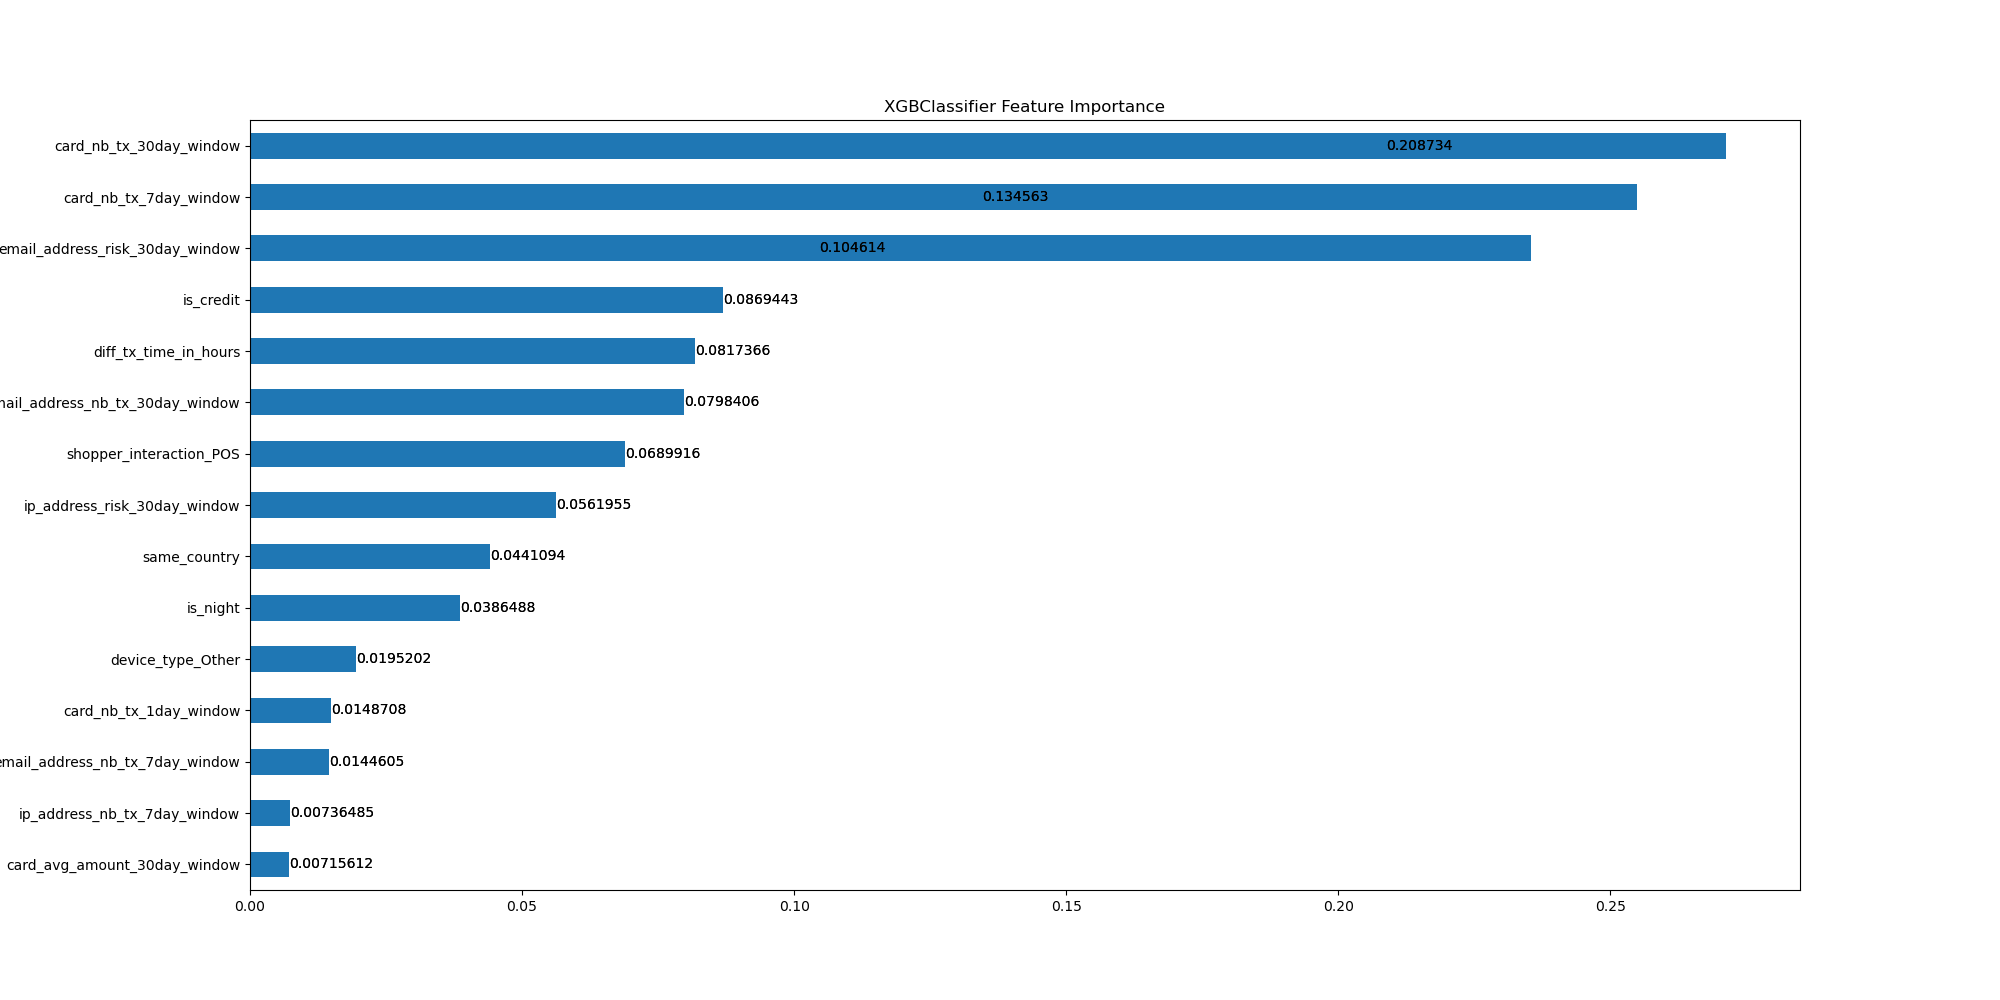 XGBClassifier Feature Importance
card_nb_tx_30day_window 0.208734
card_nb_tx_7day_window 0.134563
email_address_risk_30day_window 0.104614
is_credit 0.0869443
diff_tx_time_in_hours 0.0817366
mail_address_nb_tx_30day_window 0.0798406
shopper_interaction_POS 0.0689916
ip_address_risk_30day_window 0.0561955
same_country 0.0441094
is_night 0.0386488
device_type_Other 0.0195202
card_nb_tx_1day_window 0.0148708
email_address_nb_tx_7day_window 0.0144605
ip_address_nb_tx_7day_window 0.00736485
card_avg_amount_30day_window 0.00715612
0.00 0.05 0.10 0.15 0.20 0.25